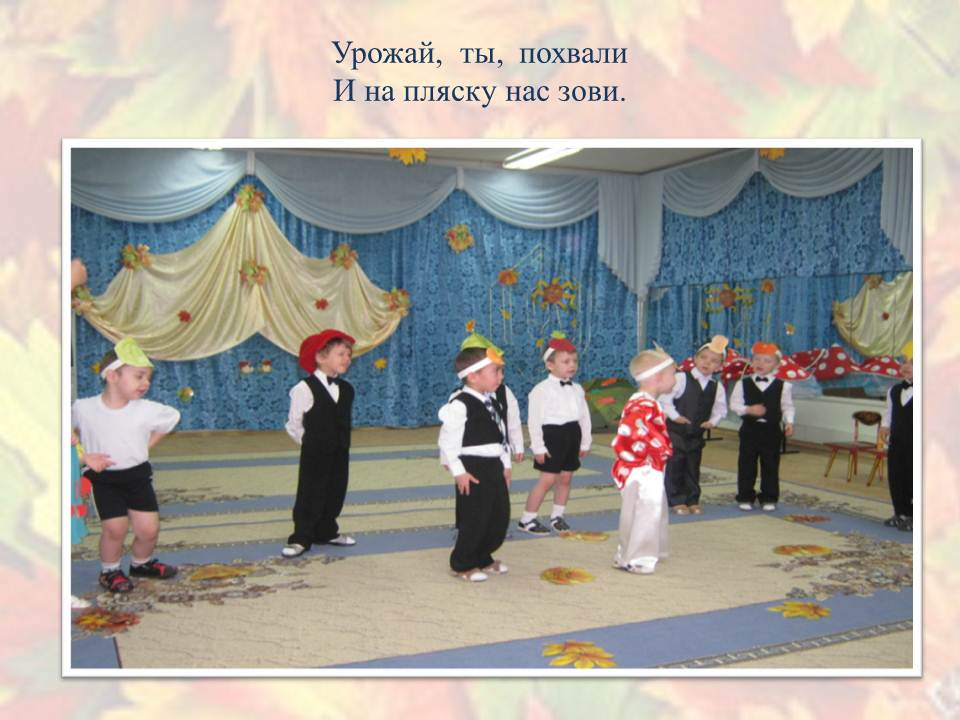 Урожай, ты, похвали
И на пляску нас зови.